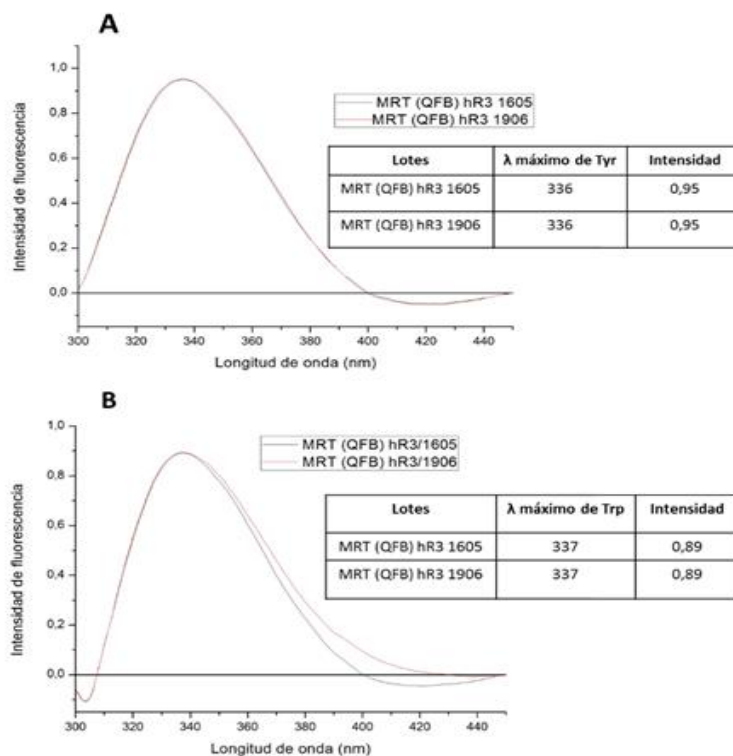 A
Intensidad de fluorescencia
1,0
0,8
0,6
0,4
0,2
0,0
300 320 340 360 380 400 420 440
Longitud de onda (nm)
MRT (QFB) hR3 1605
MRT (QFB) hR3 1906
Lotes λ máximo de Tyr Intensidad
MRT (QFB) hR3 1605 336 0,95
MRT (QFB) hR3 1906 336 0,95
B
Intensidad de fluorescencia
1,0
0,8
0,6
0,4
0,2
0,0
300 320 340 360 380 400 420 440
Longitud de onda (nm)
MRT (QFB) hR3/1605
MRT (QFB) hR3/1906
Lotes λ máximo de Trp Intensidad
MRT (QFB) hR3 1605 337 0,89
MRT (QFB) hR3 1906 337 0,89